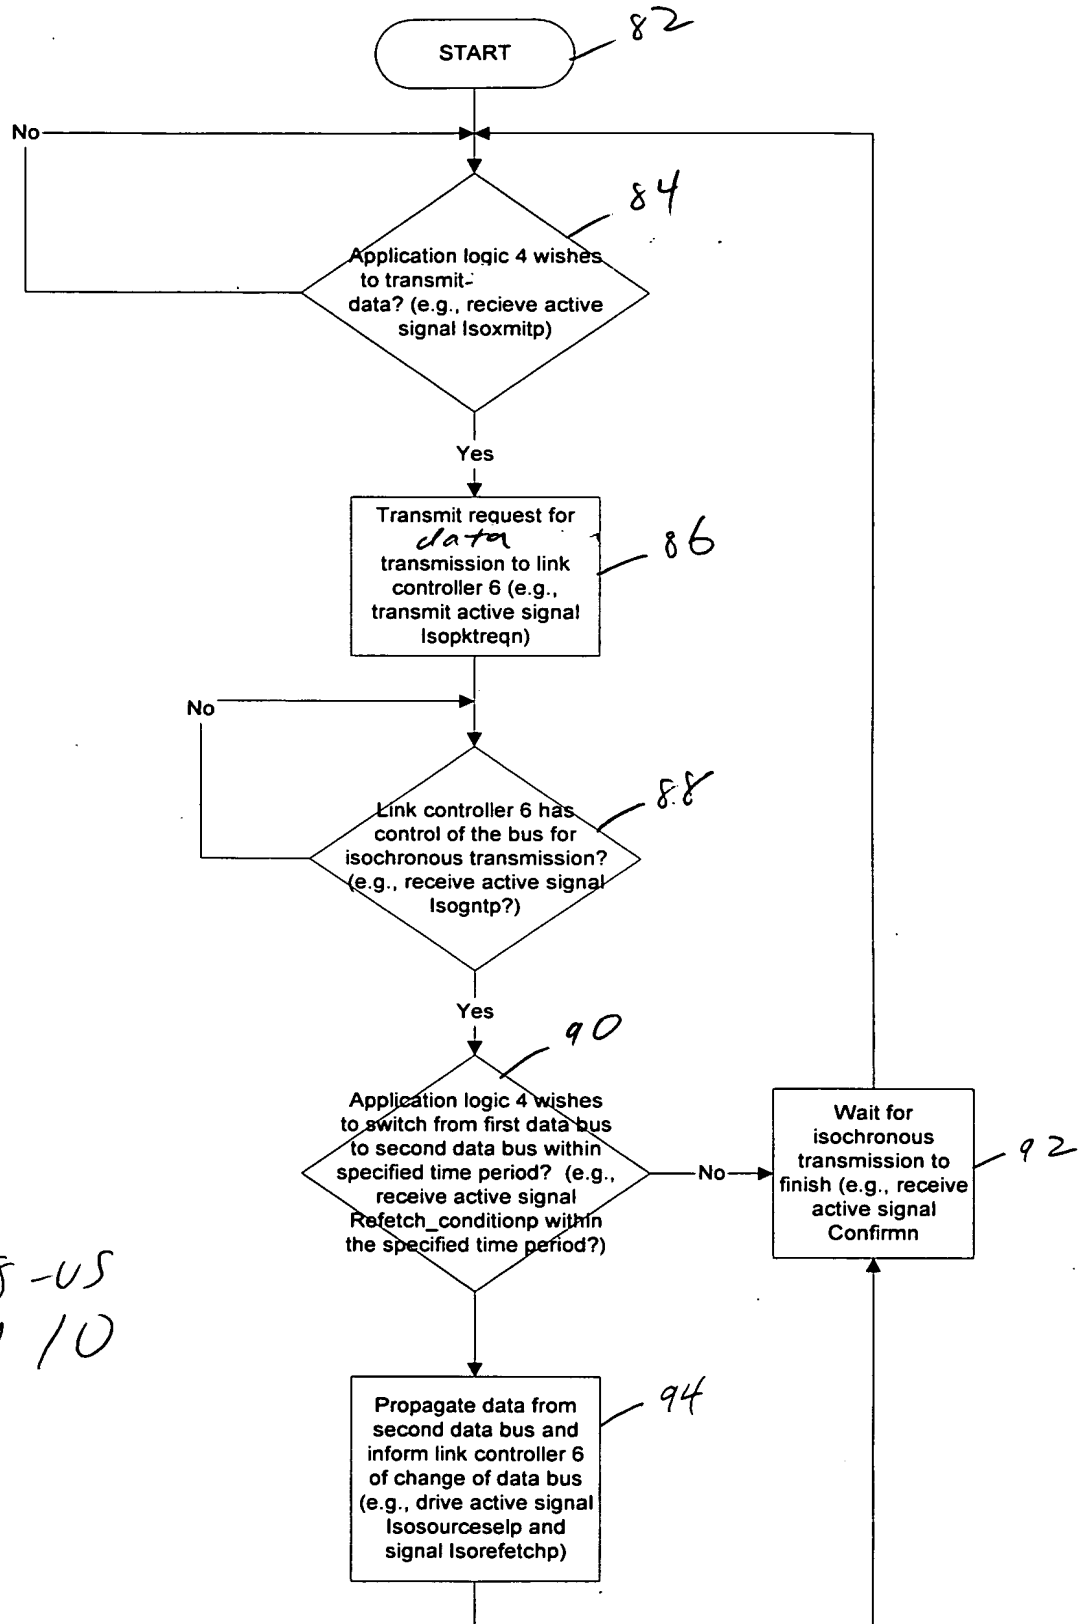 START
82
No
84
Application logic 4 wishes
to transmit-
data? (e.g., recieve active
signal Isoxmitp)
Yes
Transmit request for
data
transmission to link
controller 6 (e.g.,
transmit active signal
Isopktreqn)
86
No
88
Link controller 6 has
control of the bus for
isochronous transmission?
(e.g., receive active signal
Isogntp?)
Yes
90
Application logic 4 wishes
to switch from first data bus
to second data bus within
specified time period? (e.g.,
receive active signal
Refetch_conditionp within
the specified time period?)
No
Wait for
isochronous
transmission to
finish (e.g., receive
active signal
Confirmn
92
-US
10
94
Propagate data from
second data bus and
inform link controller 6
of change of data bus
(e.g., drive active signal
Isosourceselp and
signal Isorefetchp)